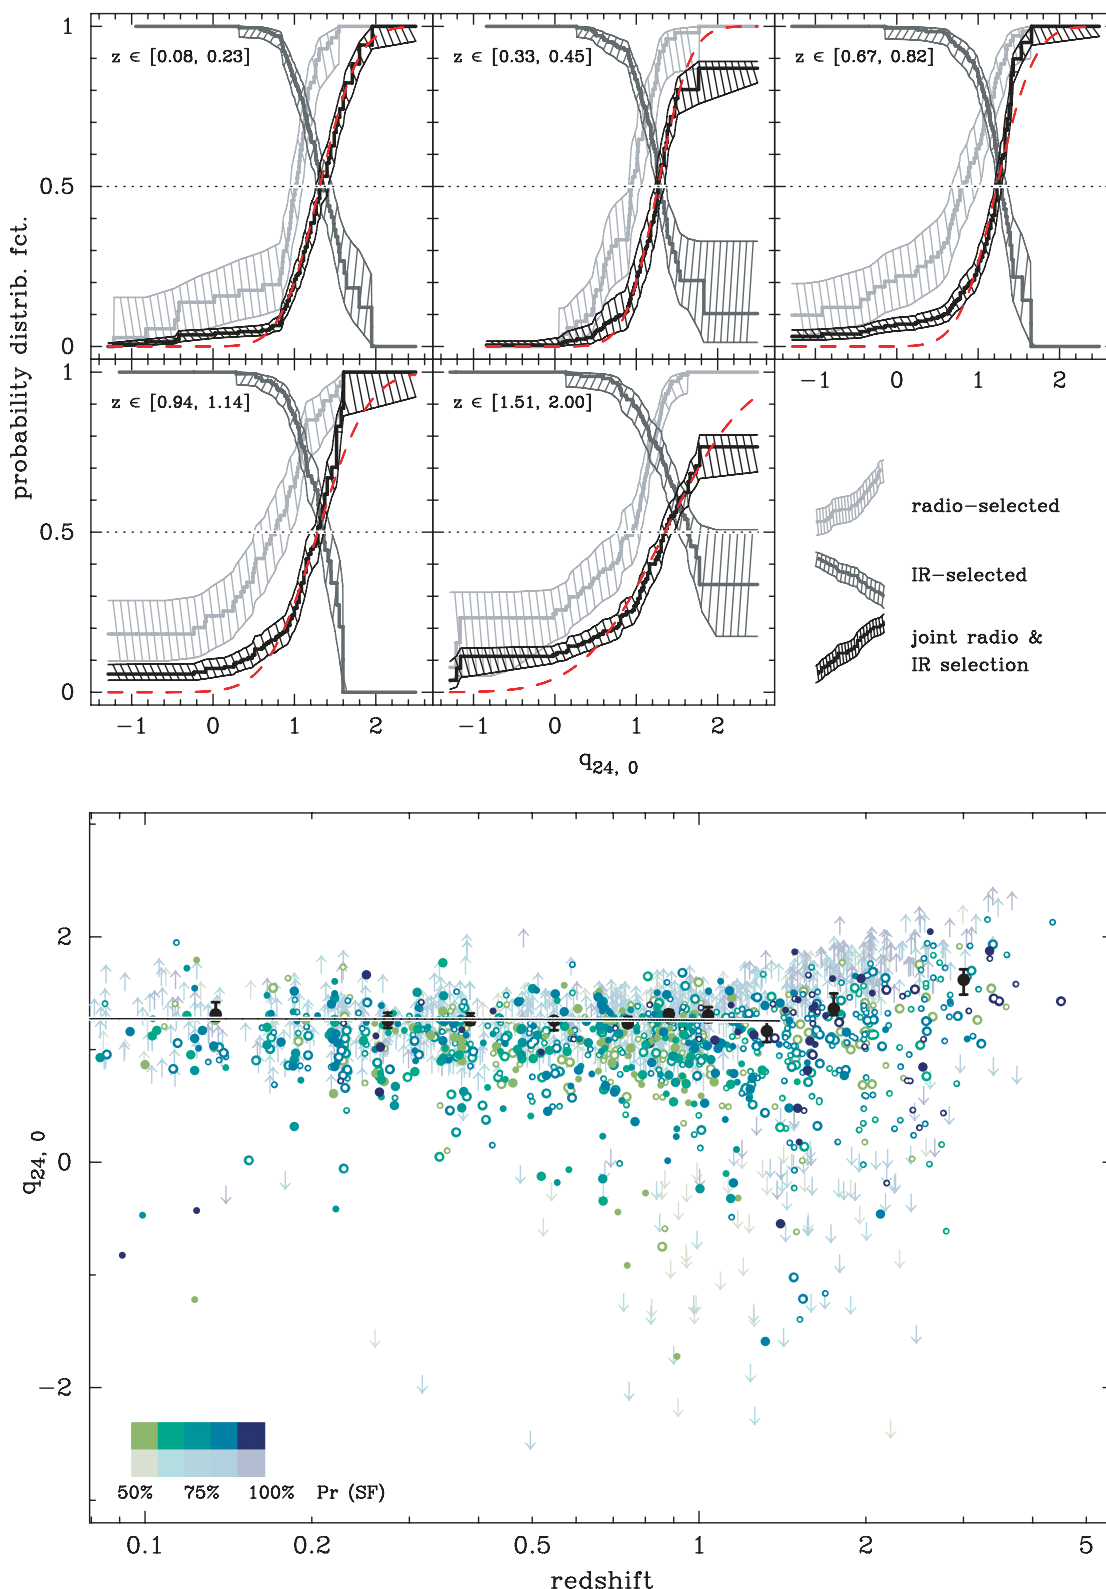 z ∈ [0.08, 0.23]
z ∈ [0.33, 0.45]
z ∈ [0.67, 0.82]
1
0.5
0
z ∈ [0.94, 1.14]
z ∈ [1.51, 2.00]
1
0.5
0
probability distrib. fct.
−1 0 1 2
−1 0 1 2
−1 0 1 2
q24, 0
radio−selected
IR−selected
joint radio &
IR selection
2
0
−2
q24, 0
50% 75% 100% Pr (SF)
0.1 0.2 0.5 1 2 5
redshift